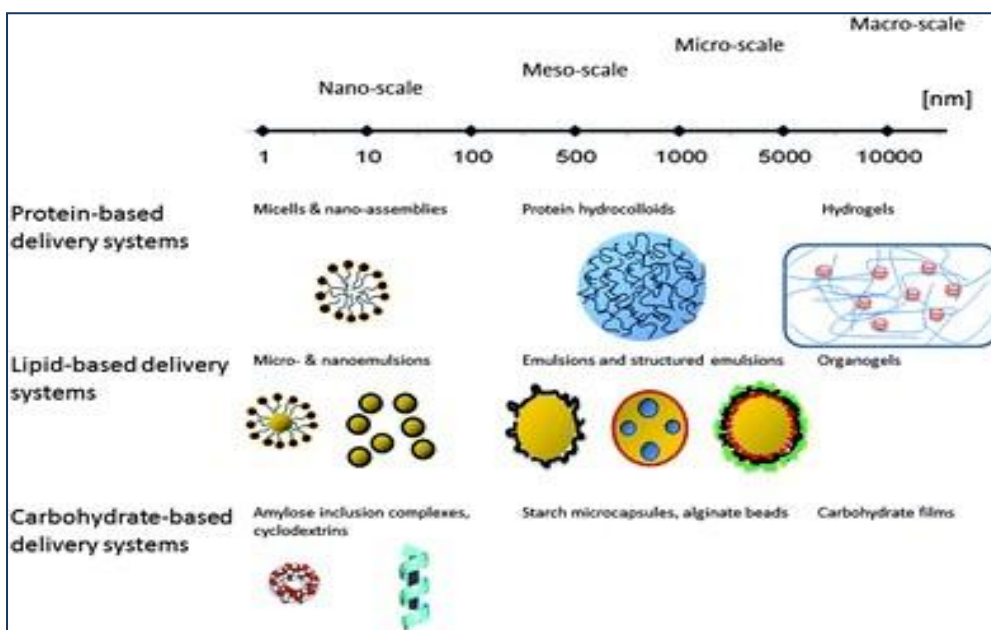 Macro-scale
Micro-scale
Meso-scale
Nano-scale
[nm]
1 10 100 500 1000 5000 10000
Protein-based
delivery systems
Micells & nano-assemblies
Protein hydrocolloids
Hydrogels
Lipid-based delivery
systems
Micro- & nanoemulsions
Emulsions and structured emulsions
Organogels
Carbohydrate-based
delivery systems
Amylose inclusion complexes,
cyclodextrins
Starch microcapsules, alginate beads
Carbohydrate films